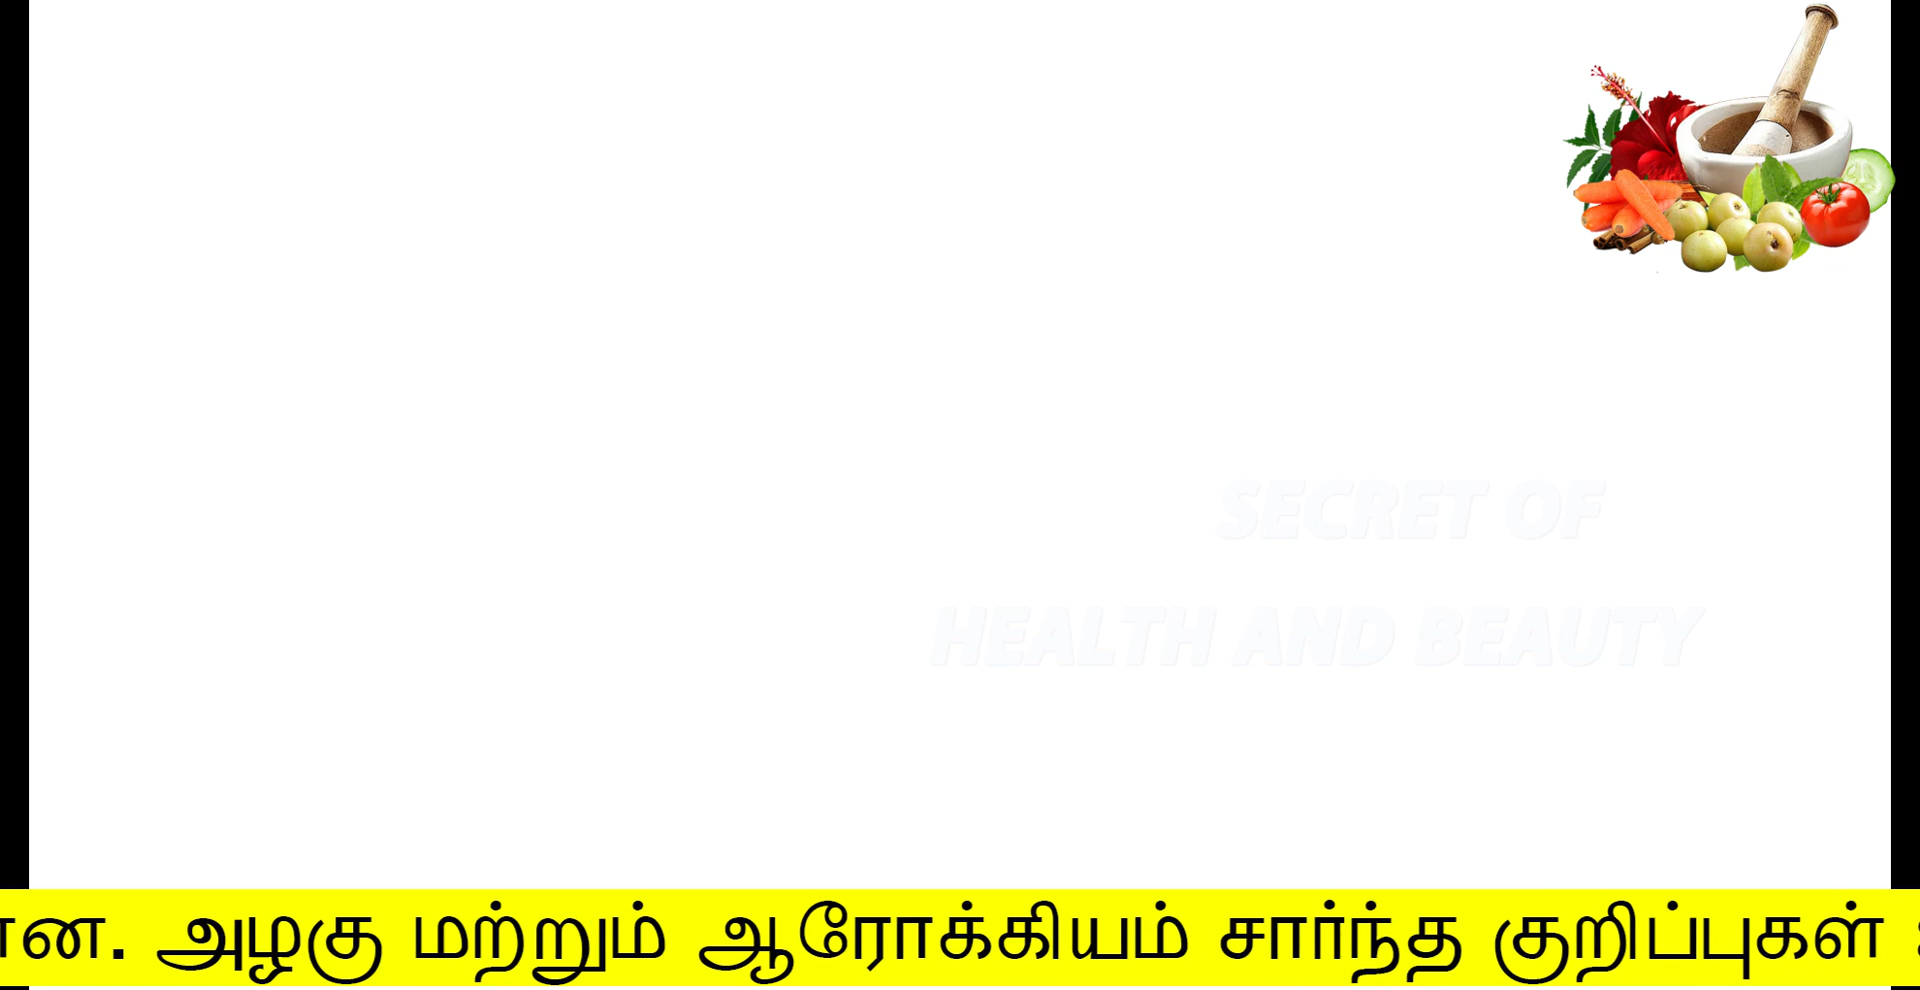 SECRET OF
HEALTH AND BEAUTY
ன. அழகு மற்றும் ஆரோக்கியம் சார்ந்த குறிப்புகள்